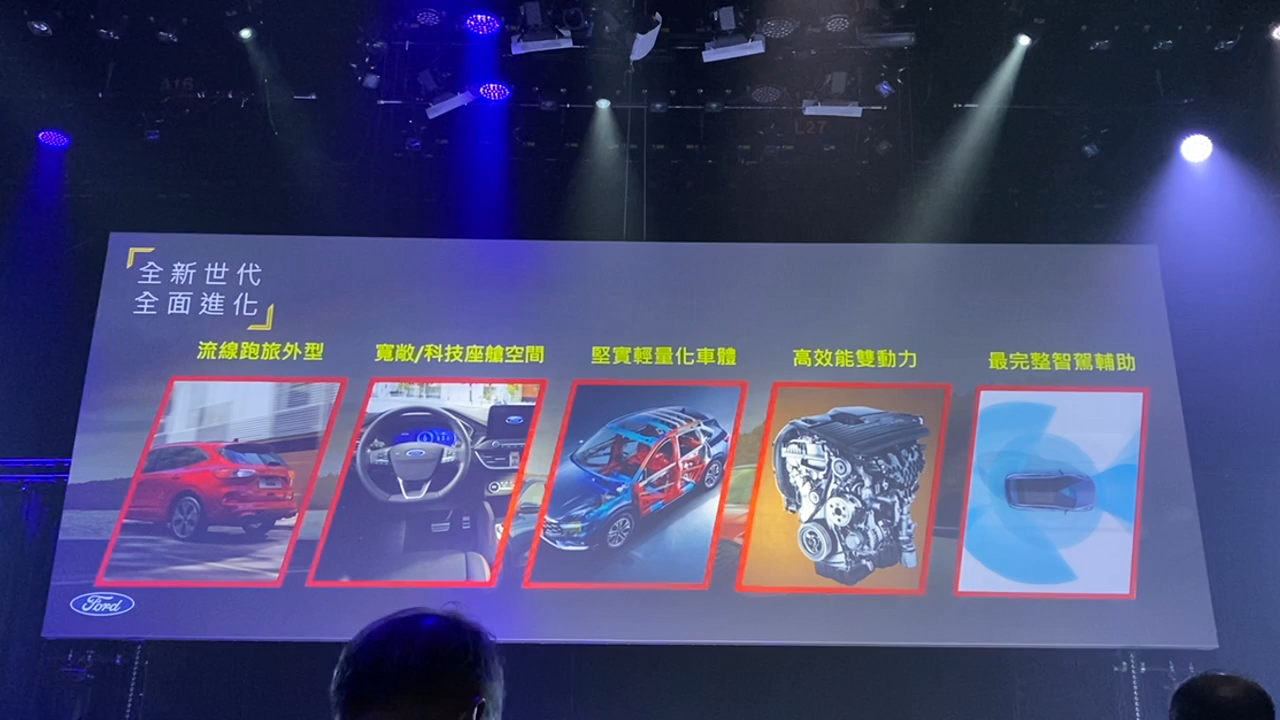 A16
L27
全新世代
全面進化
流線跑旅外型
寬敞/科技座艙空間
堅實輕量化車體
高效能雙動力
最完整智駕輔助
Ford